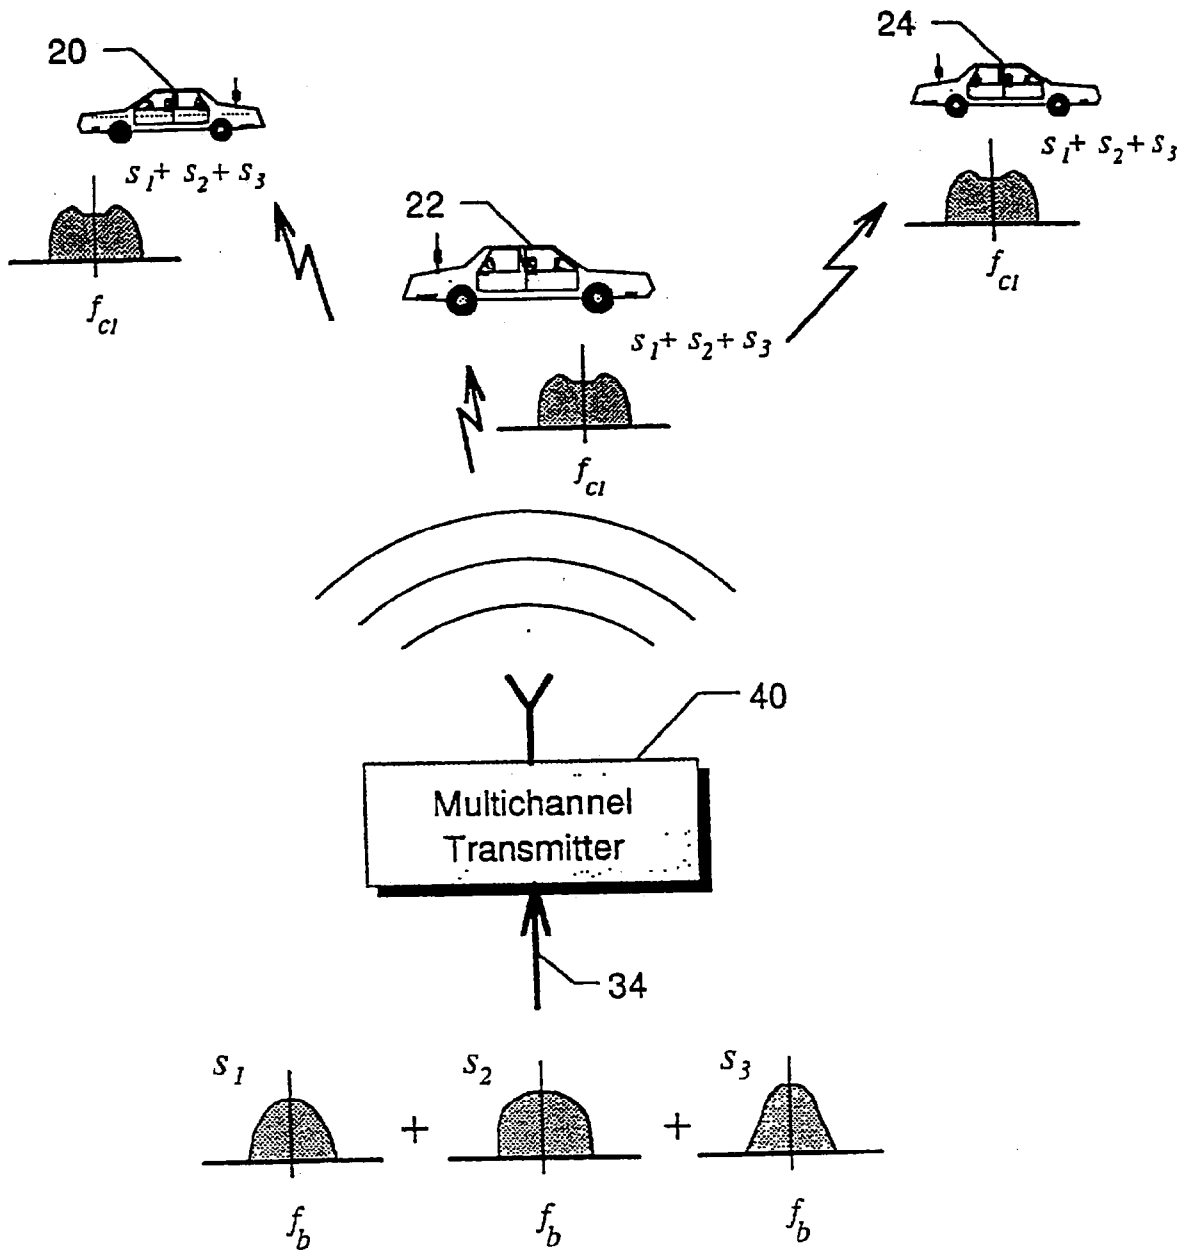 20
24
s1+ s2+ s3
s1+ s2+ s3
22
fc1
fc1
s1+ s2+ s3
fc1
40
Multichannel
Transmitter
34
s1
s2
s3
+
+
fb
fb
fb